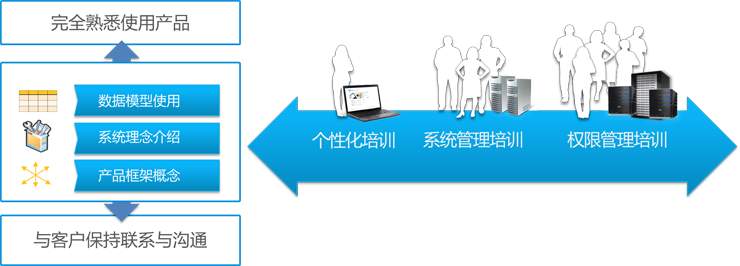 完全熟悉使用产品
数据模型使用
系统理念介绍
产品框架概念
与客户保持联系与沟通
个性化培训
系统管理培训
权限管理培训